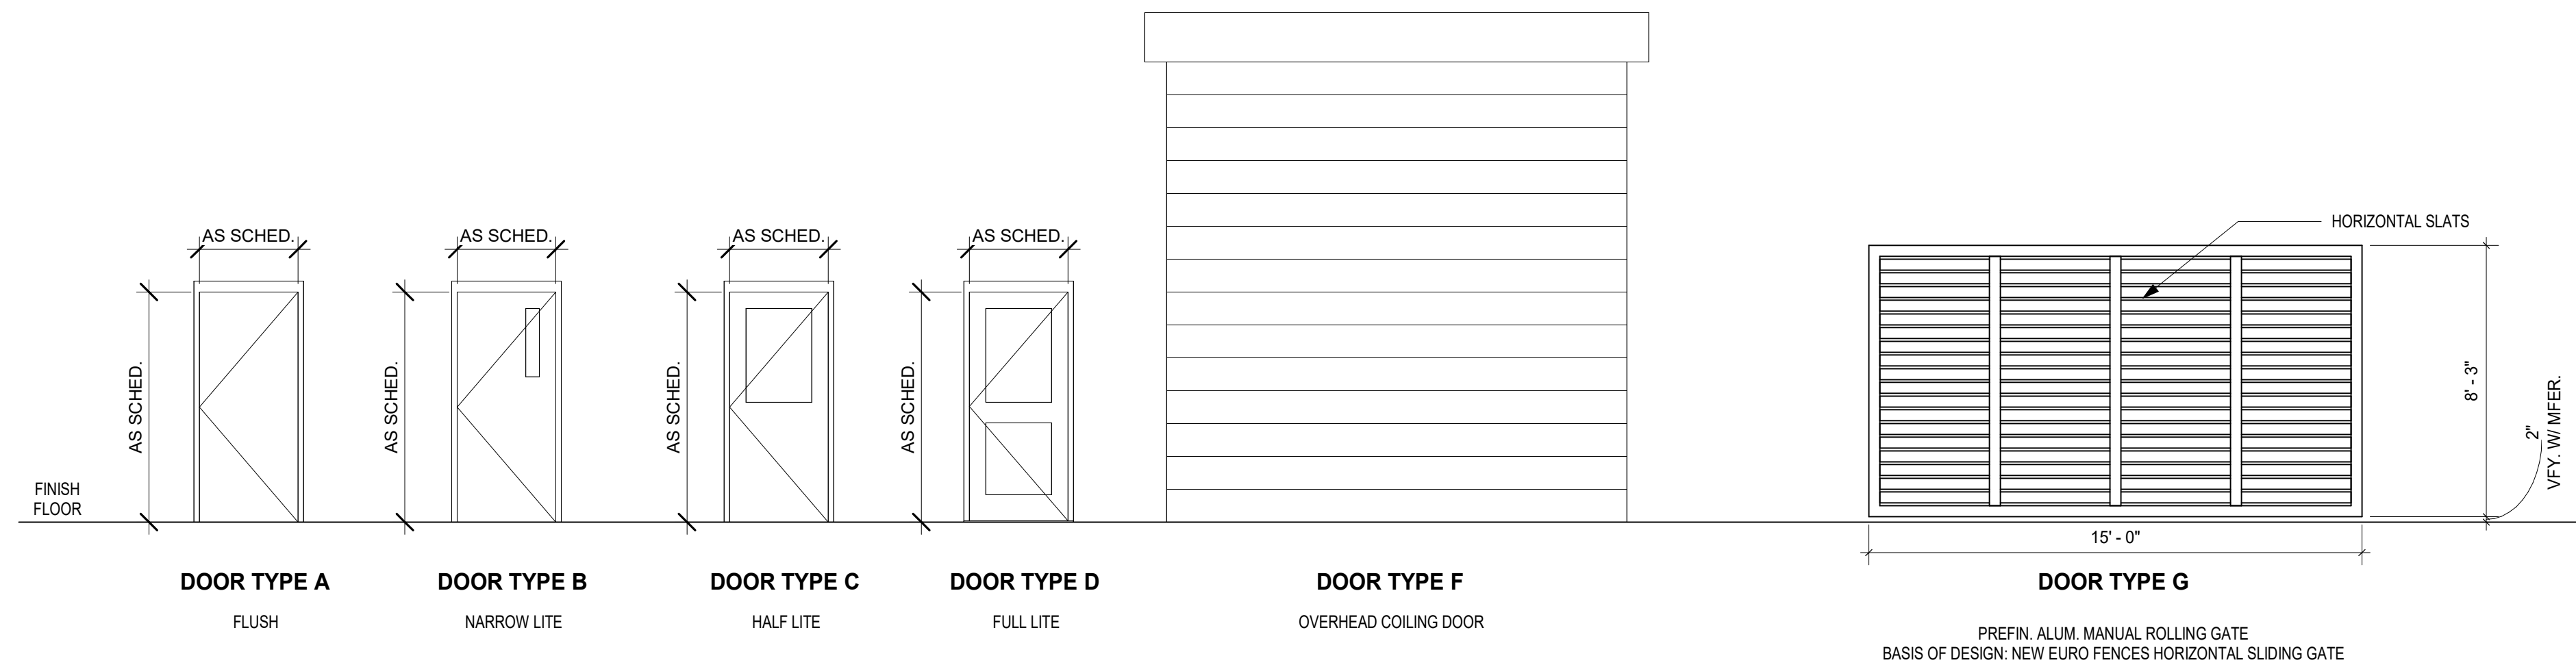 AS SCHED.
AS SCHED.
AS SCHED.
AS SCHED.
HORIZONTAL SLATS
AS SCHED.
AS SCHED.
AS SCHED.
AS SCHED.
8' - 3"
2"
VFY. W/ MFER.
FINISH
FLOOR
15' - 0"
DOOR TYPE A
FLUSH
DOOR TYPE B
NARROW LITE
DOOR TYPE C
HALF LITE
DOOR TYPE D
FULL LITE
DOOR TYPE F
OVERHEAD COILING DOOR
DOOR TYPE G
PREFIN. ALUM. MANUAL ROLLING GATE
BASIS OF DESIGN: NEW EURO FENCES HORIZONTAL SLIDING GATE